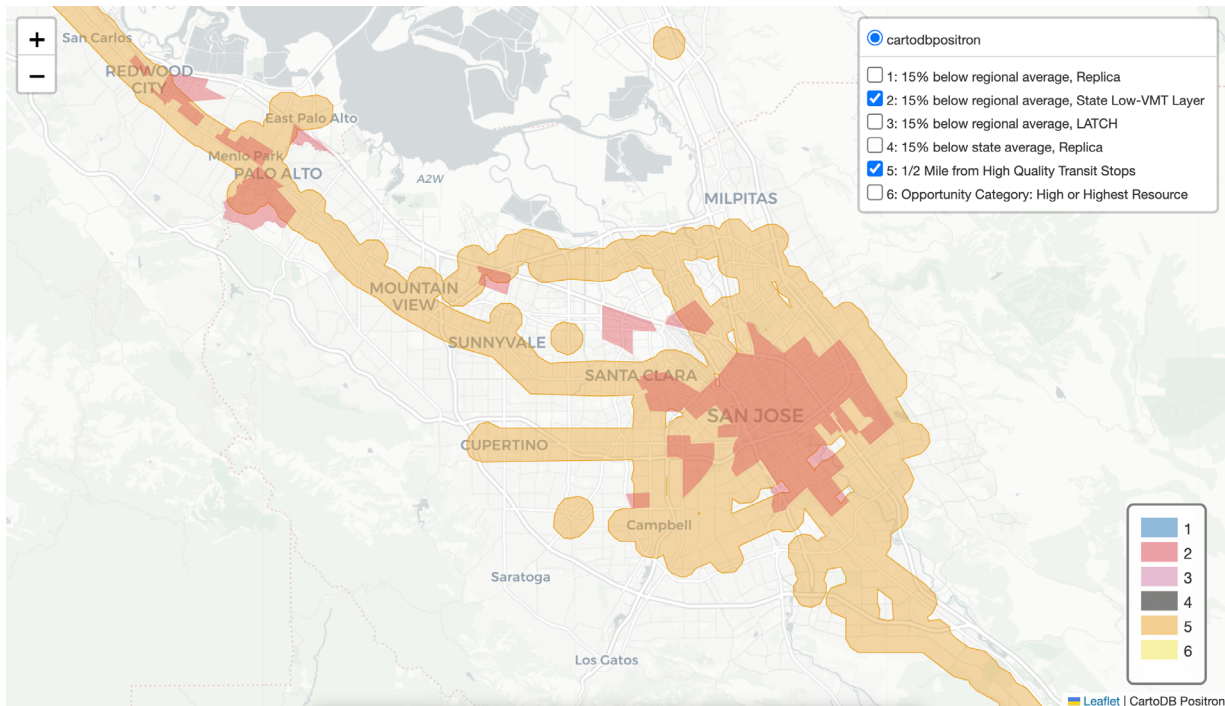 +
−
San Carlos
REDWOOD
CITY
East Palo Alto
Menlo Park
PALO ALTO
A2W
MILPITAS
MOUNTAIN
VIEW
SUNNYVALE
SANTA CLARA
SAN JOSE
CUPERTINO
Campbell
Saratoga
Los Gatos
cartodbpositron
1: 15% below regional average, Replica
2: 15% below regional average, State Low-VMT Layer
3: 15% below regional average, LATCH
4: 15% below state average, Replica
5: 1/2 Mile from High Quality Transit Stops
6: Opportunity Category: High or Highest Resource
1
2
3
4
5
6
Leaflet | CartoDB Positron